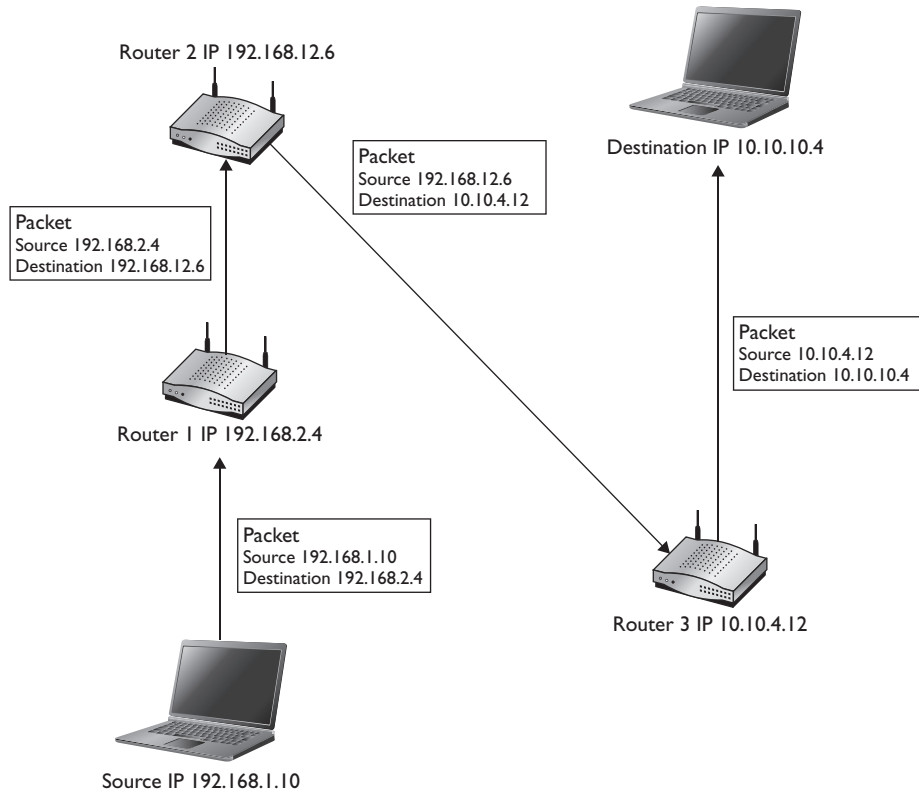 Router 2 IP 192.168.12.6
Destination IP 10.10.10.4
Packet
Source 192.168.12.6
Destination 10.10.4.12
Packet
Source 192.168.2.4
Destination 192.168.12.6
Packet
Source 10.10.4.12
Destination 10.10.10.4
Router 1 IP 192.168.2.4
Packet
Source 192.168.1.10
Destination 192.168.2.4
Router 3 IP 10.10.4.12
Source IP 192.168.1.10